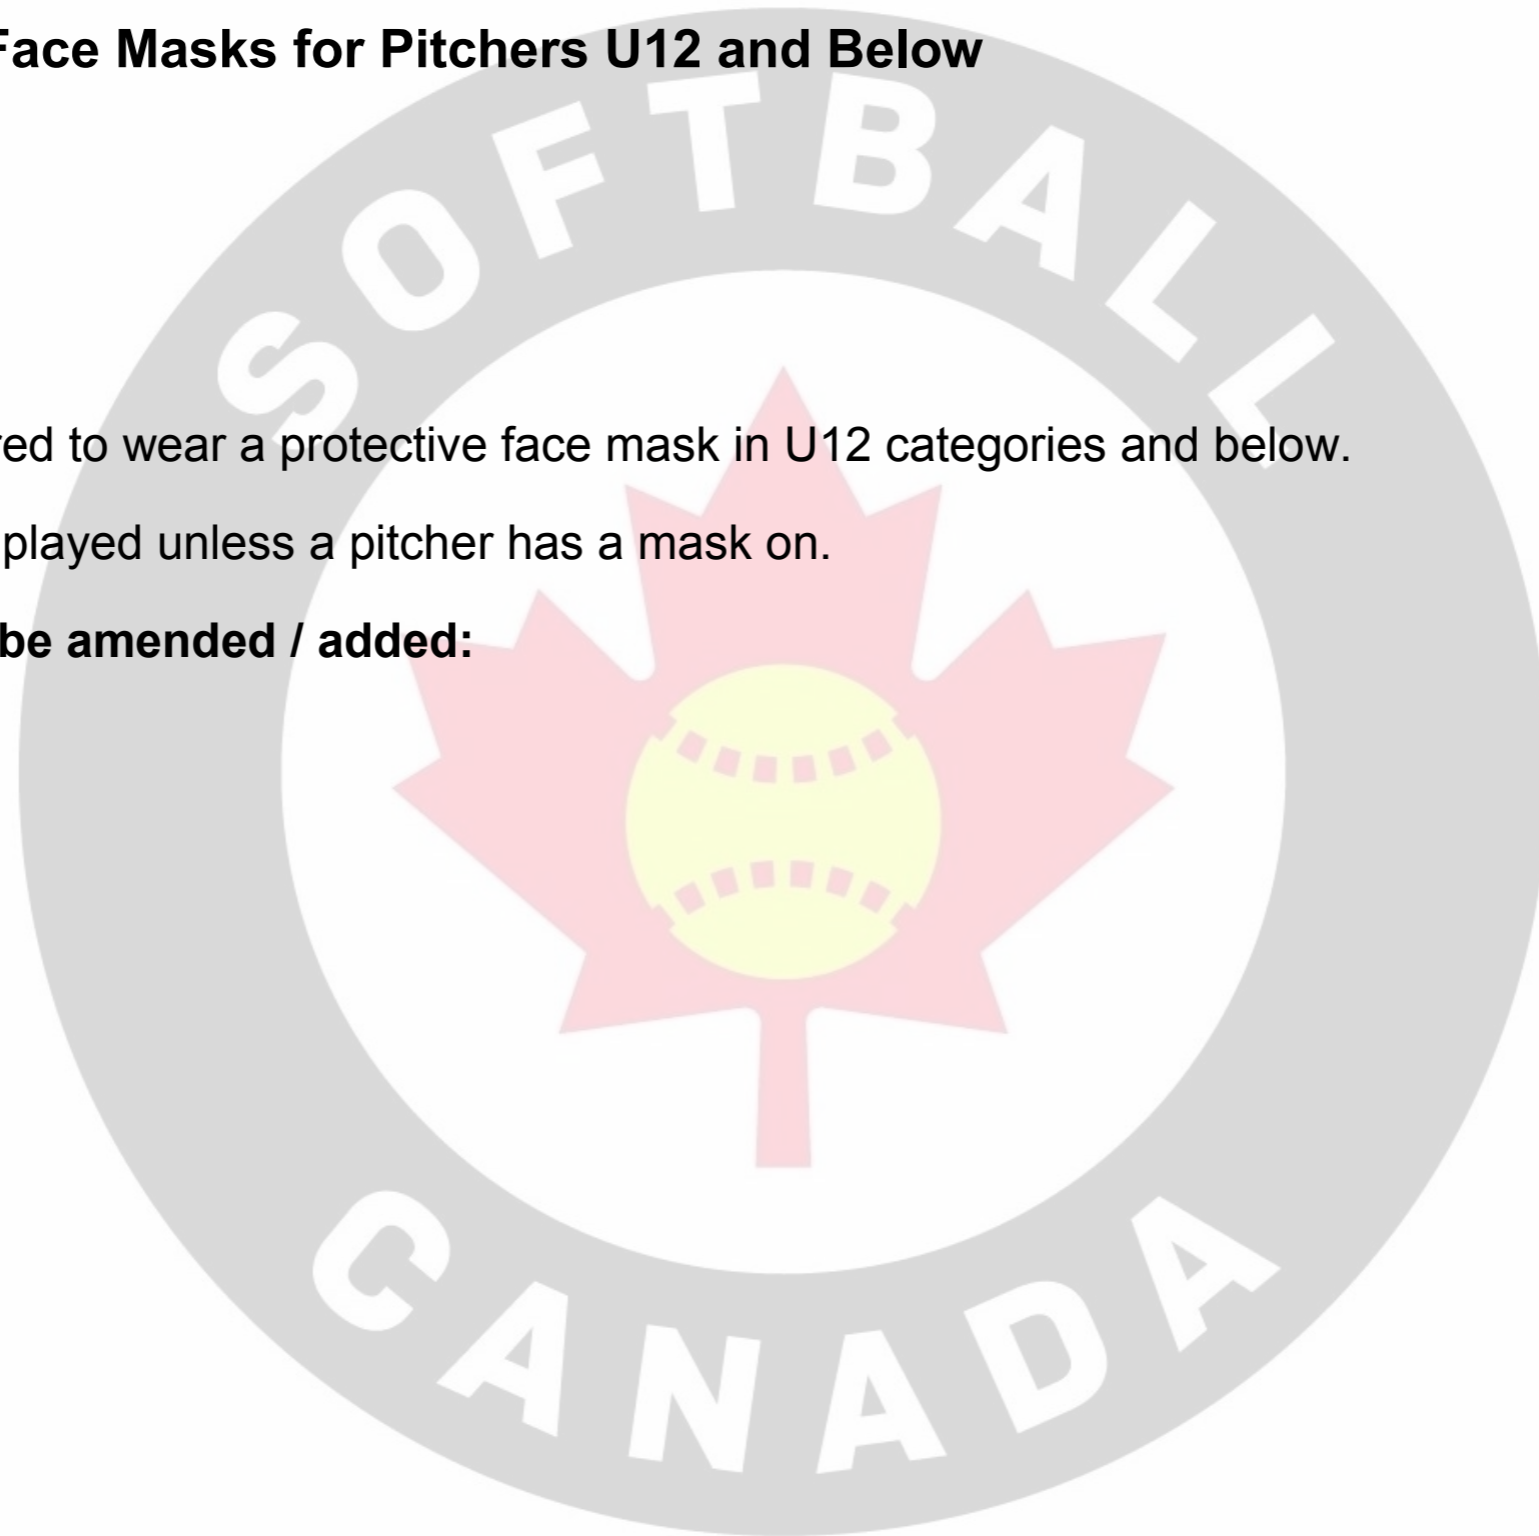 Face Masks for Pitchers U12 and Below
SOFTBALL
red to wear a protective face mask in U12 categories and below.
played unless a pitcher has a mask on.
be amended / added:
CANADA